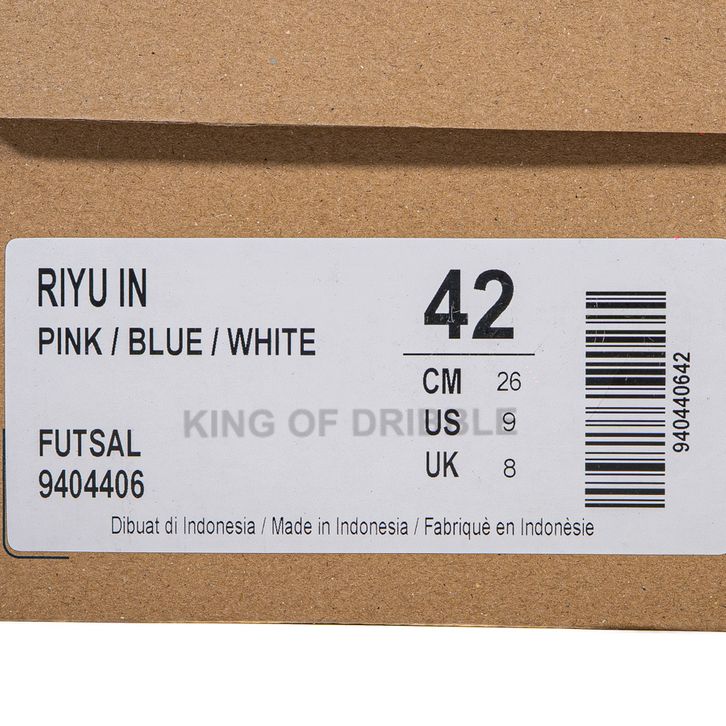 RIYU IN
PINK / BLUE / WHITE
42
CM 26
US 9
UK 8
KING OF DRIBBLE
FUTSAL
9404406
940440642
Dibuat di Indonesia / Made in Indonesia / Fabriquè en Indonèsie